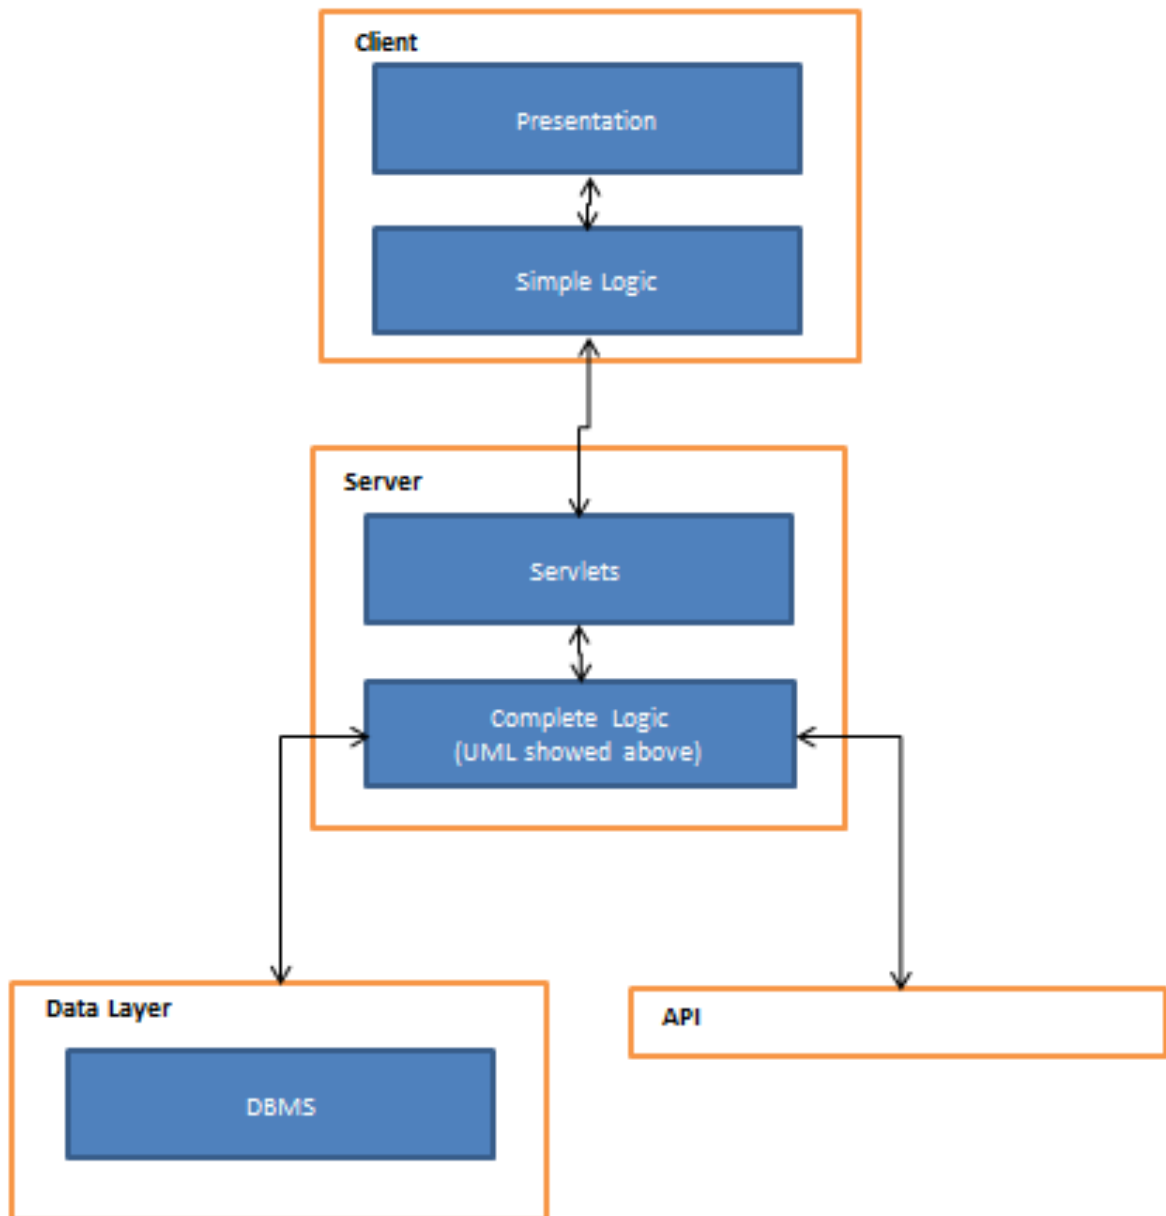 Client
Presentation
Simple Logic
Server
Servlets
Complete Logic
(UML showed above)
Data Layer
DBMS
API